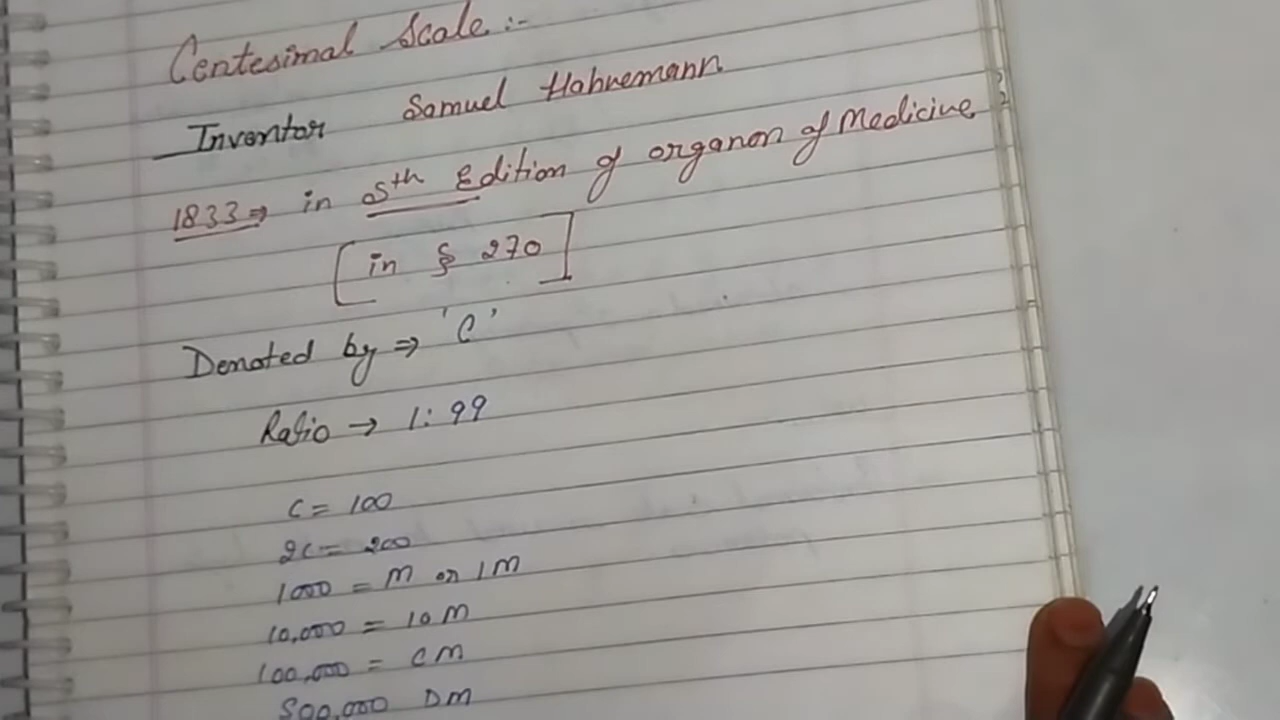 Centesimal Scale :-
Inventor Samuel Hahnemann
1833 ⇒ in 5th Edition of organon of Medicine
[in § 270]
Denoted by ⇒ 'C'
Ratio → 1:99
C = 100
2C = 200
1000 = M or 1M
10,000 = 10M
100,000 = CM
500,000 DM